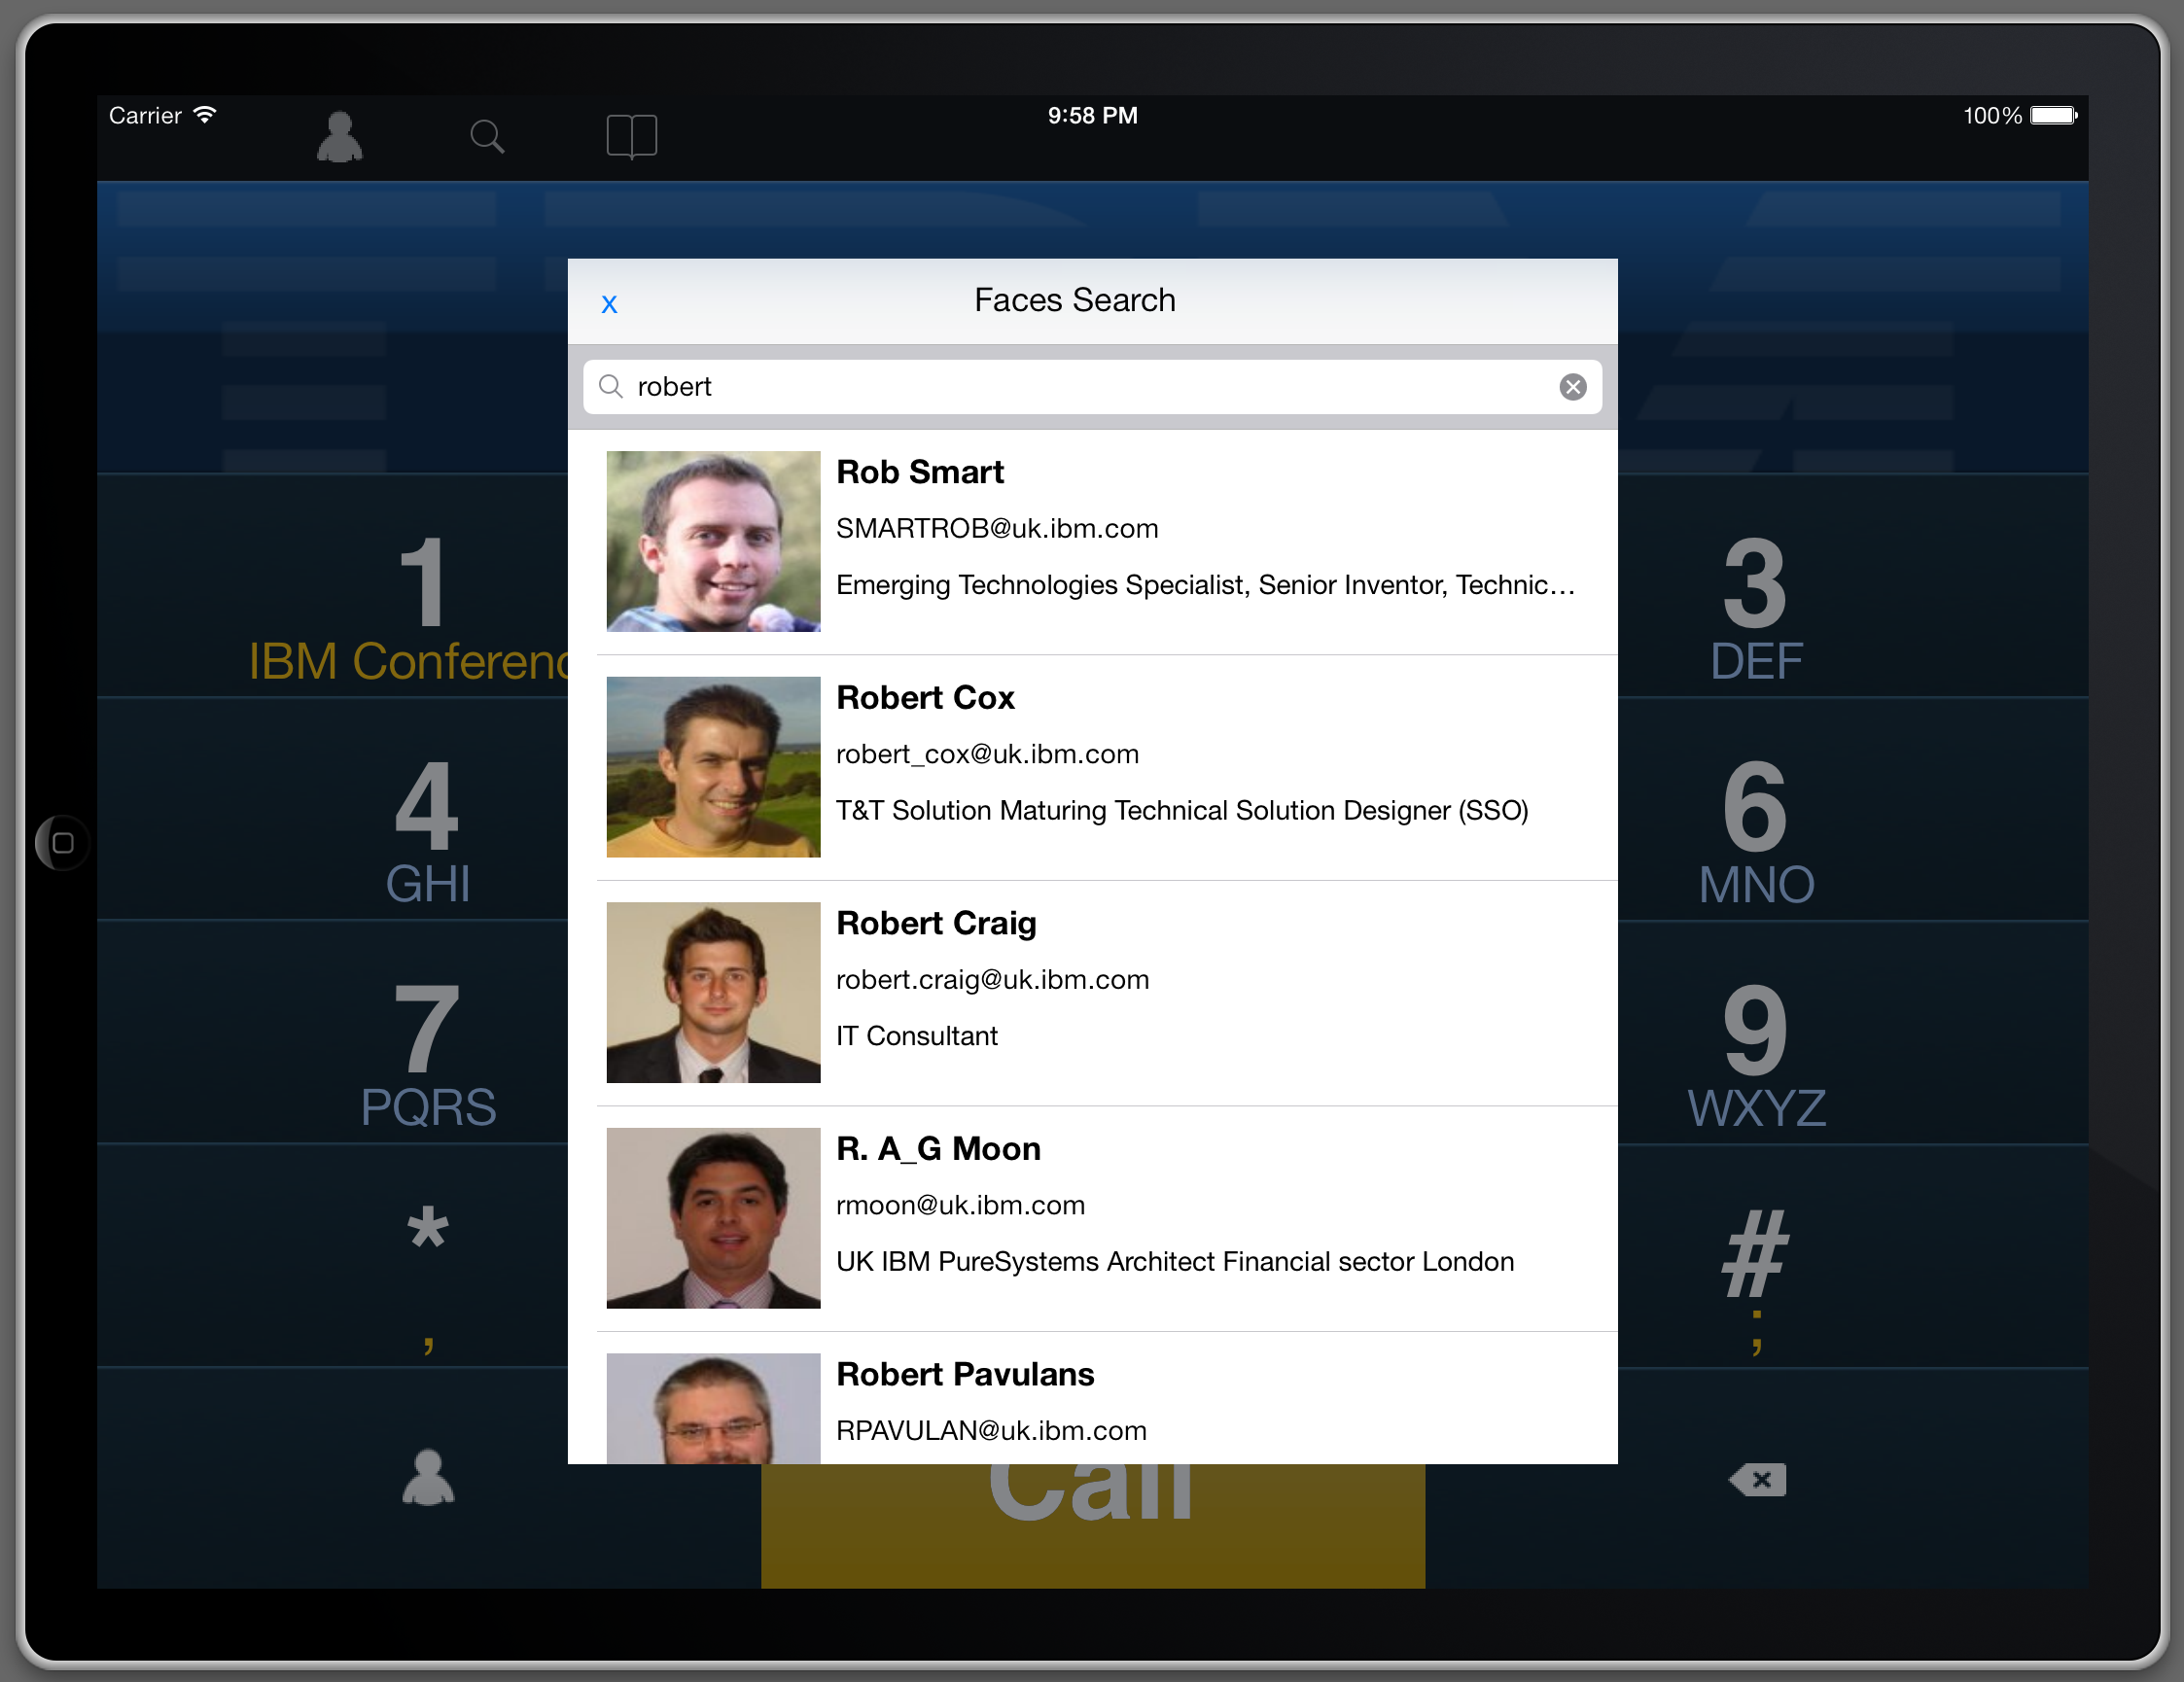 Carrier
9:58 PM
100%
x
Faces Search
robert
Rob Smart
SMARTROB@uk.ibm.com
Emerging Technologies Specialist, Senior Inventor, Technic...
Robert Cox
robert_cox@uk.ibm.com
T&T Solution Maturing Technical Solution Designer (SSO)
Robert Craig
robert.craig@uk.ibm.com
IT Consultant
R. A_G Moon
rmoon@uk.ibm.com
UK IBM PureSystems Architect Financial sector London
Robert Pavulans
RPAVULAN@uk.ibm.com
1
IBM Conferenc
3
DEF
4
GHI
6
MNO
7
PQRS
9
WXYZ
*
,
#
;
Call